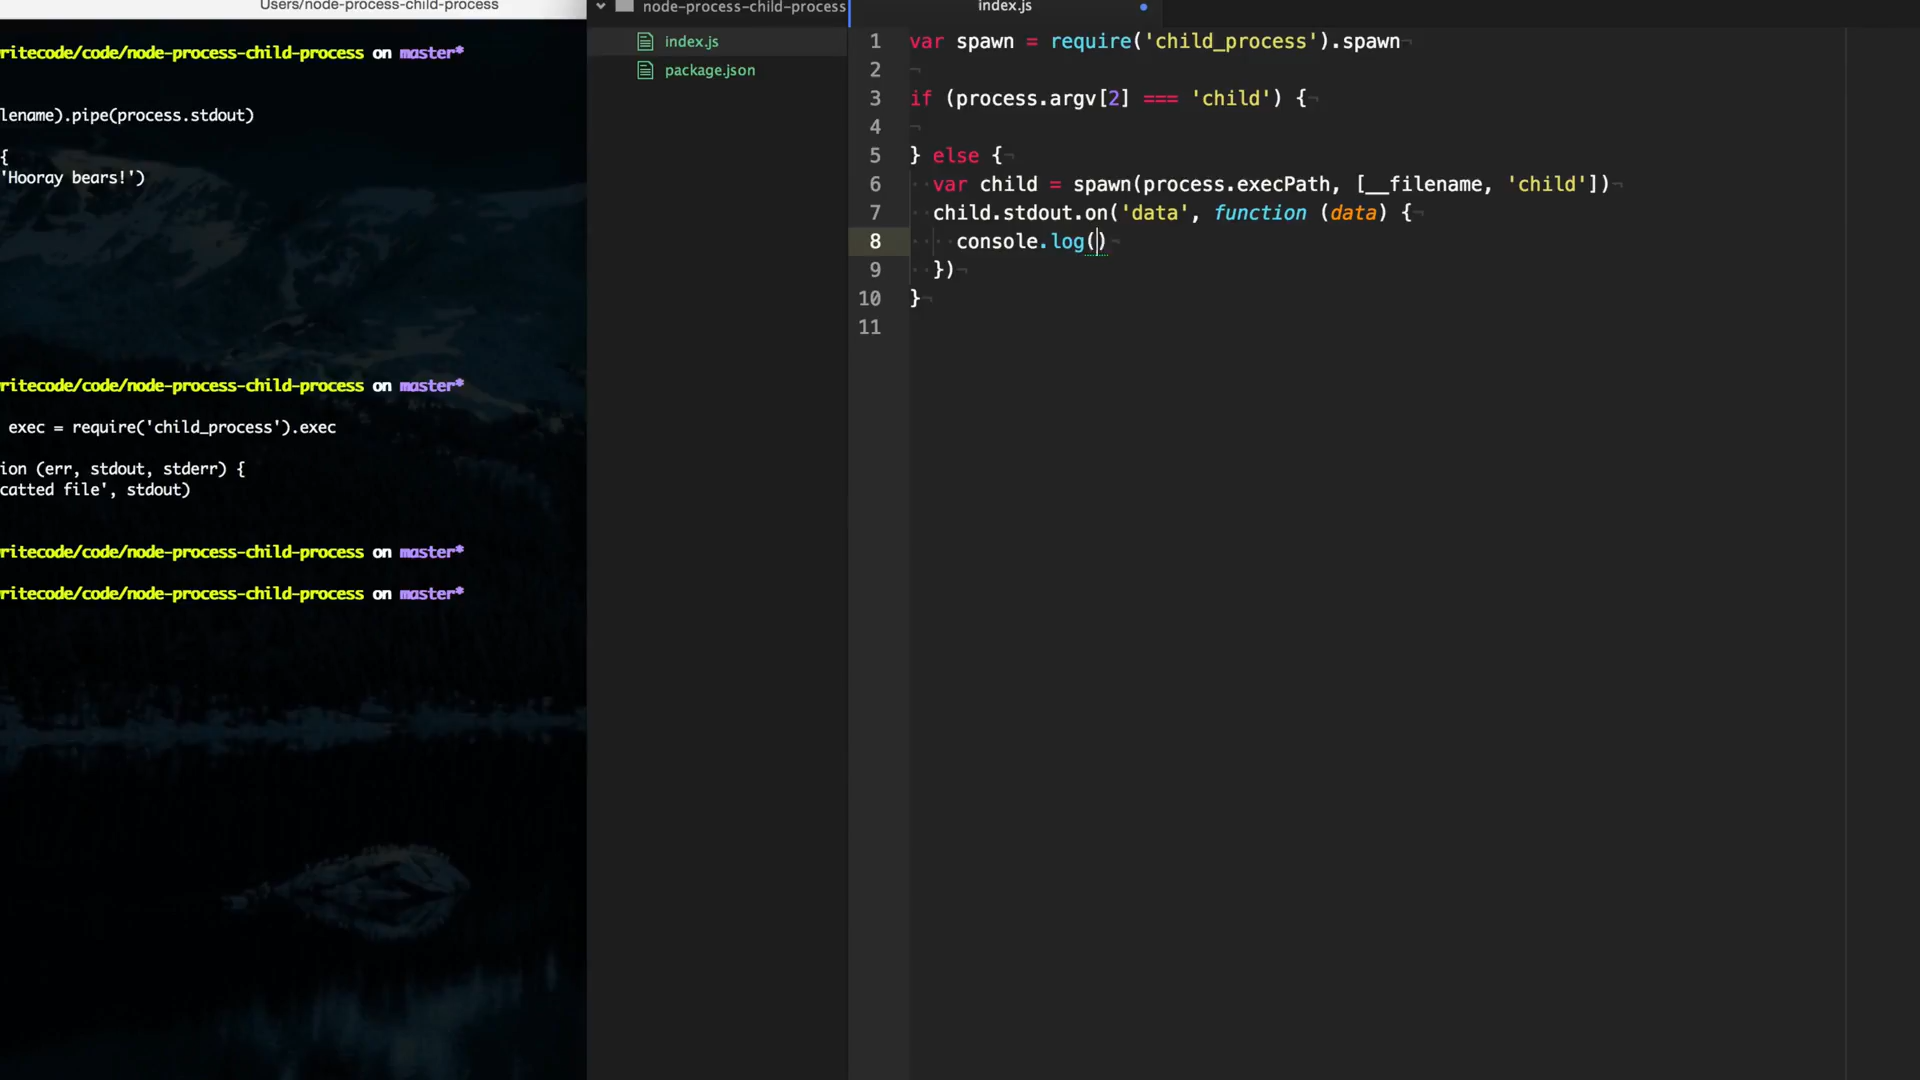 Users/node-process-child-process
ritecode/code/node-process-child-process on master*
lename).pipe(process.stdout)
{
'Hooray bears!')
ritecode/code/node-process-child-process on master*
exec = require('child_process').exec
ion (err, stdout, stderr) {
catted file', stdout)
ritecode/code/node-process-child-process on master*
ritecode/code/node-process-child-process on master*
node-process-child-process
index.js
package.json
index.js
1 var spawn = require('child_process').spawn¬
2 ¬
3 if (process.argv[2] === 'child') {¬
4 ¬
5 } else {¬
6 var child = spawn(process.execPath, [__filename, 'child'])¬
7 child.stdout.on('data', function (data) {¬
8 console.log()¬
9 })¬
10 }¬
11